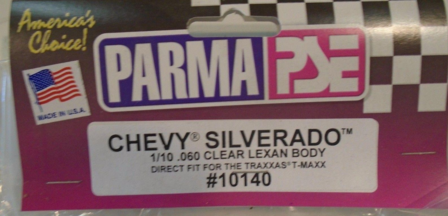 America's
Choice!
MADE IN U.S.A.
PARMA PSE
CHEVY® SILVERADO™
1/10 .060 CLEAR LEXAN BODY
DIRECT FIT FOR THE TRAXXAS® T-MAXX
#10140